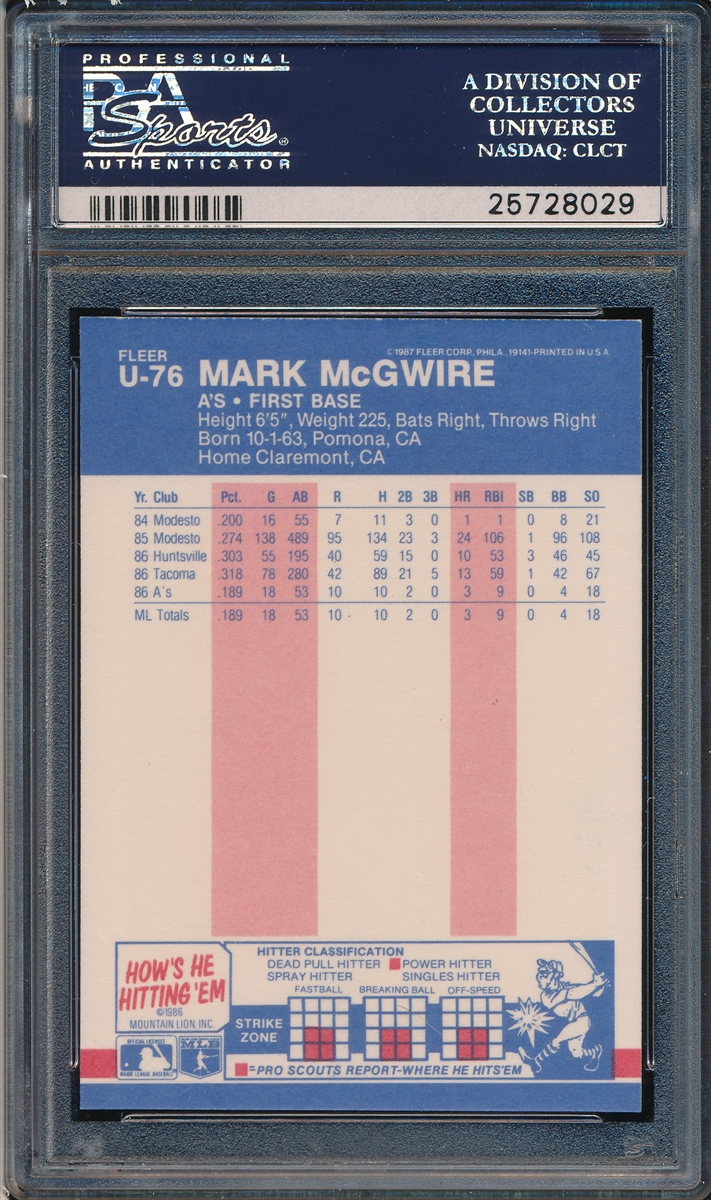 PROFESSIONAL
PSA
Sports®
AUTHENTICATOR
A DIVISION OF
COLLECTORS
UNIVERSE
NASDAQ: CLCT
25728029
FLEER
© 1987 FLEER CORP., PHILA., 19141-PRINTED IN U.S.A
U-76 MARK McGWIRE
A'S • FIRST BASE
Height 6'5", Weight 225, Bats Right, Throws Right
Born 10-1-63, Pomona, CA
Home Claremont, CA
Yr. Club Pct. G AB R H 2B 3B HR RBI SB BB SO
84 Modesto .200 16 55 7 11 3 0 1 1 0 8 21
85 Modesto .274 138 489 95 134 23 3 24 106 1 96 108
86 Huntsville .303 55 195 40 59 15 0 10 53 3 46 45
86 Tacoma .318 78 280 42 89 21 5 13 59 1 42 67
86 A's .189 18 53 10 10 2 0 3 9 0 4 18
ML Totals .189 18 53 10 10 2 0 3 9 0 4 18
HOW'S HE
HITTING 'EM
©1986
MOUNTAIN LION, INC.
OFFICIAL LICENSEE
MAJOR LEAGUE BASEBALL
MLB
HITTER CLASSIFICATION
DEAD PULL HITTER POWER HITTER
SPRAY HITTER SINGLES HITTER
FASTBALL BREAKING BALL OFF-SPEED
STRIKE
ZONE
=PRO SCOUTS REPORT-WHERE HE HITS'EM